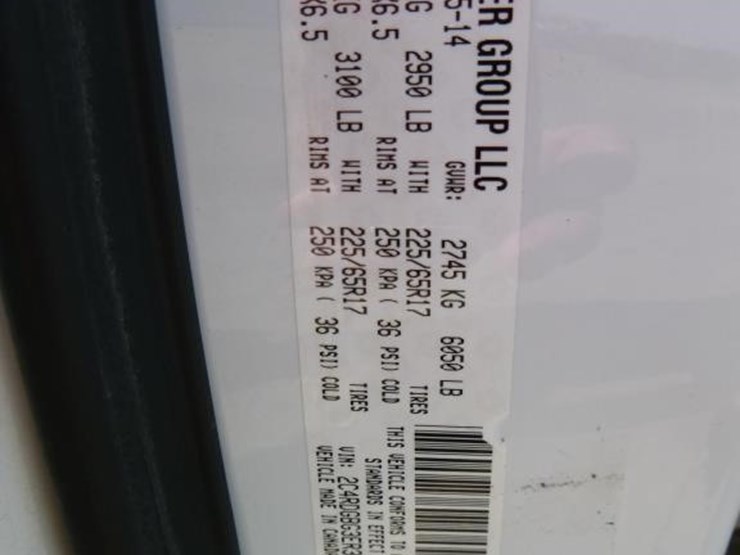 ER GROUP LLC
5-14 GVWR: 2745 KG 6050 LB
G 2950 LB WITH 225/65R17 TIRES
X6.5 RIMS AT 250 KPA ( 36 PSI) COLD
G 3100 LB WITH 225/65R17 TIRES
X6.5 RIMS AT 250 KPA ( 36 PSI) COLD
THIS VEHICLE CONFORMS TO
STANDARDS IN EFFECT
VIN: 2C4RDGBG3ER3
VEHICLE MADE IN CANADA